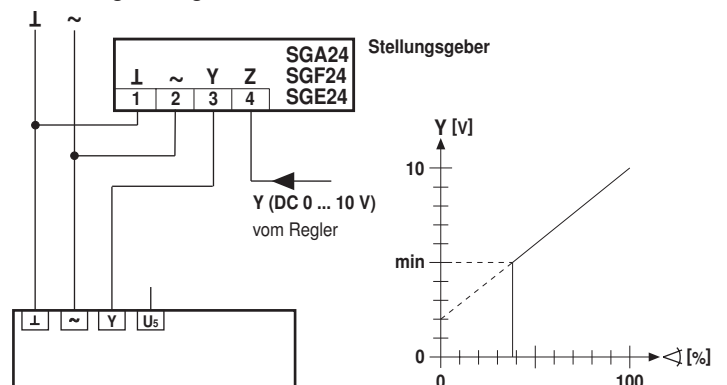 ⊥ ~
SGA24
SGF24
SGE24
Stellungsgeber
⊥ ~ Y Z
1 2 3 4
Y (DC 0 ... 10 V)
vom Regler
⊥ ~ Y U5
Y [V]
10
min
0
0 100
∢ [%]